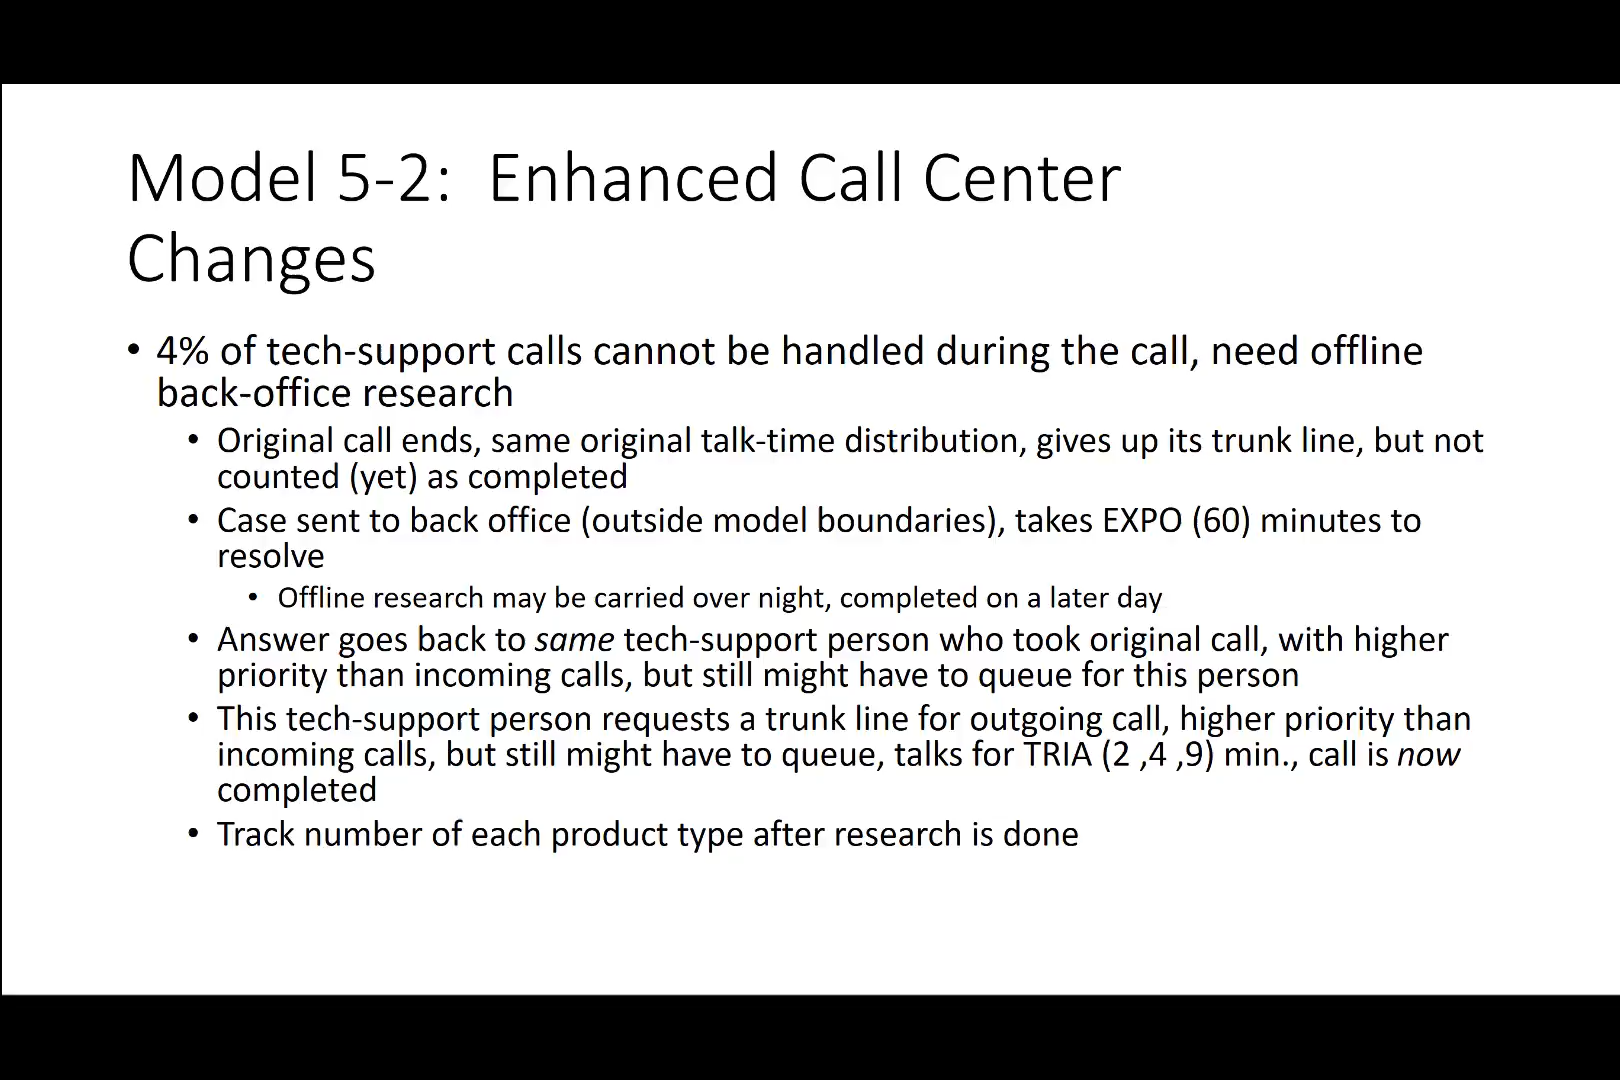 Model 5-2:  Enhanced Call Center
Changes
• 4% of tech-support calls cannot be handled during the call, need offline
back-office research
• Original call ends, same original talk-time distribution, gives up its trunk line, but not
counted (yet) as completed
• Case sent to back office (outside model boundaries), takes EXPO (60) minutes to
resolve
• Offline research may be carried over night, completed on a later day
• Answer goes back to same tech-support person who took original call, with higher
priority than incoming calls, but still might have to queue for this person
• This tech-support person requests a trunk line for outgoing call, higher priority than
incoming calls, but still might have to queue, talks for TRIA (2 ,4 ,9) min., call is now
completed
• Track number of each product type after research is done